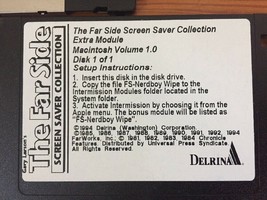 Gary Larson's
The Far Side
SCREEN SAVER COLLECTION
The Far Side Screen Saver Collection
Extra Module
Macintosh Volume 1.0
Disk 1 of 1
Setup Instructions:
1. Insert this disk in the disk drive.
2. Copy the file FS-Nerdboy Wipe to the
Intermission Modules folder located in the
System folder.
3. Activate Intermission by choosing it from the
Apple menu. The bonus module will be listed as
"FS-Nerdboy Wipe".
©1994 Delrina (Washington) Corporation.
©1985, 1986, 1987, 1988, 1989, 1990, 1991, 1992, 1994
FarWorks, Inc. © 1981, 1982, 1983, 1984 Chronicle
Features. Distributed by Universal Press Syndicate.
All Rights Reserved.
DELRINA